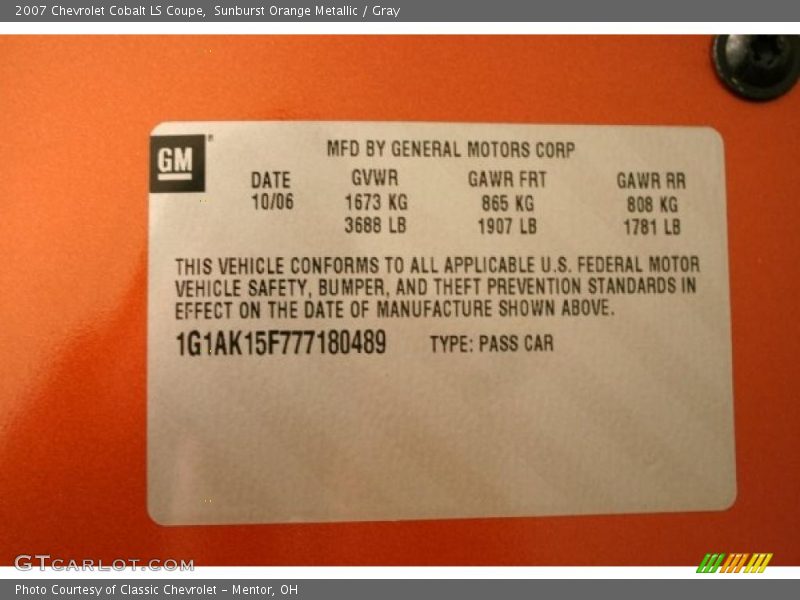 2007 Chevrolet Cobalt LS Coupe, Sunburst Orange Metallic / Gray
GM
MFD BY GENERAL MOTORS CORP
DATE GVWR GAWR FRT GAWR RR
10/06 1673 KG 865 KG 808 KG
3688 LB 1907 LB 1781 LB
THIS VEHICLE CONFORMS TO ALL APPLICABLE U.S. FEDERAL MOTOR
VEHICLE SAFETY, BUMPER, AND THEFT PREVENTION STANDARDS IN
EFFECT ON THE DATE OF MANUFACTURE SHOWN ABOVE.
1G1AK15F777180489 TYPE: PASS CAR
GTCARLOT.COM
Photo Courtesy of Classic Chevrolet - Mentor, OH